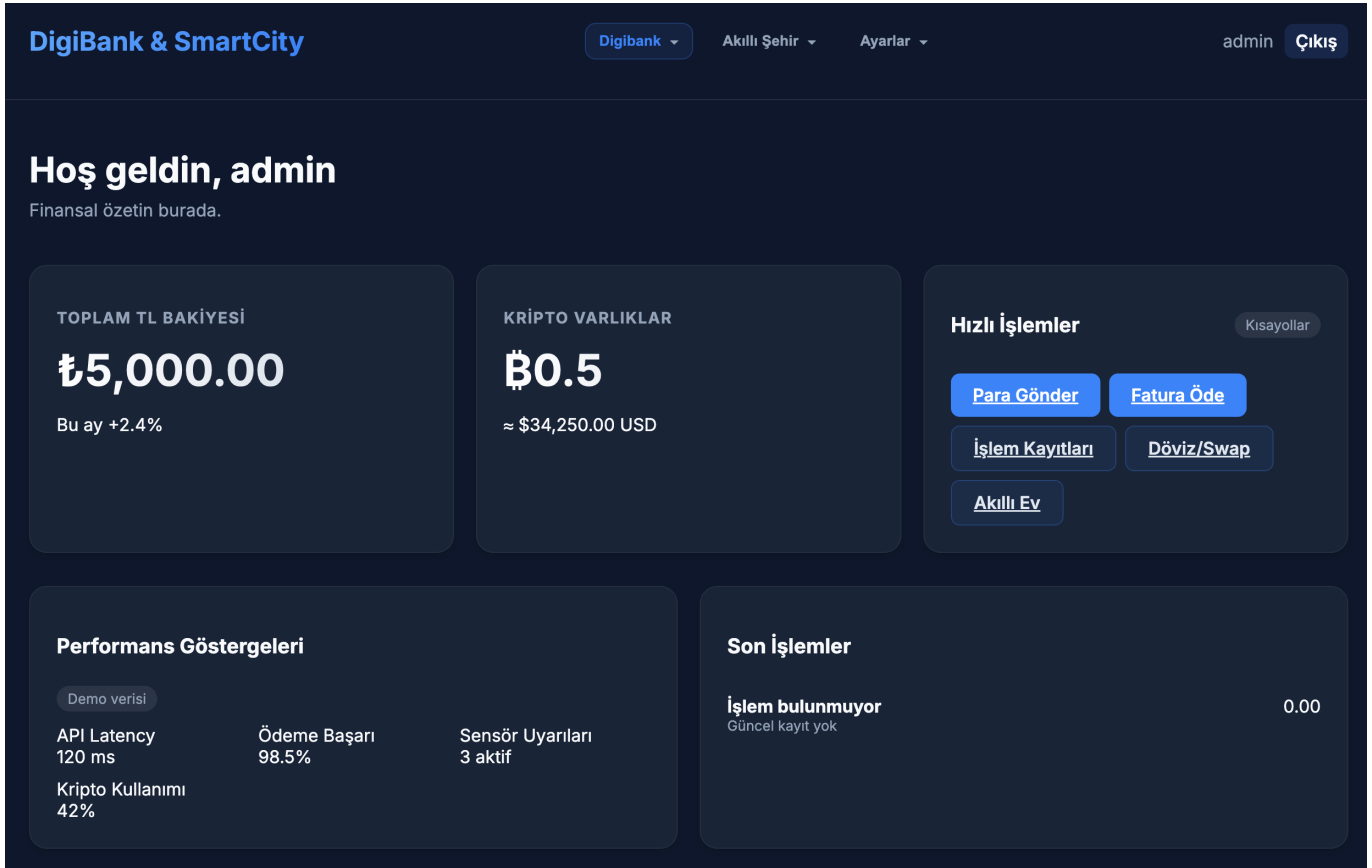 DigiBank & SmartCity
Digibank
Akıllı Şehir
Ayarlar
admin
Çıkış
Hoş geldin, admin
Finansal özetin burada.
TOPLAM TL BAKİYESİ
₺5,000.00
Bu ay +2.4%
KRİPTO VARLIKLAR
₿0.5
≈ $34,250.00 USD
Hızlı İşlemler
Kısayollar
Para Gönder
Fatura Öde
İşlem Kayıtları
Döviz/Swap
Akıllı Ev
Performans Göstergeleri
Demo verisi
API Latency
120 ms
Ödeme Başarı
98.5%
Sensör Uyarıları
3 aktif
Kripto Kullanımı
42%
Son İşlemler
İşlem bulunmuyor
Güncel kayıt yok
0.00